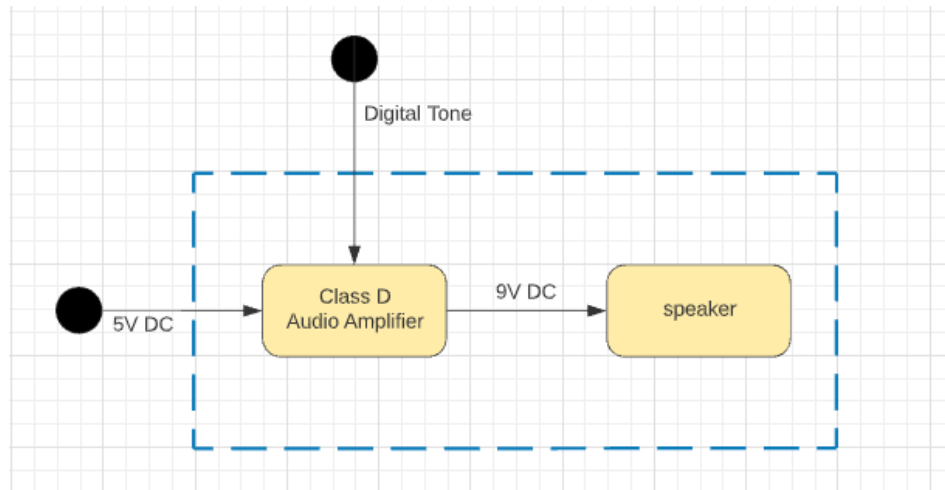 Digital Tone
5V DC
Class D
Audio Amplifier
9V DC
speaker